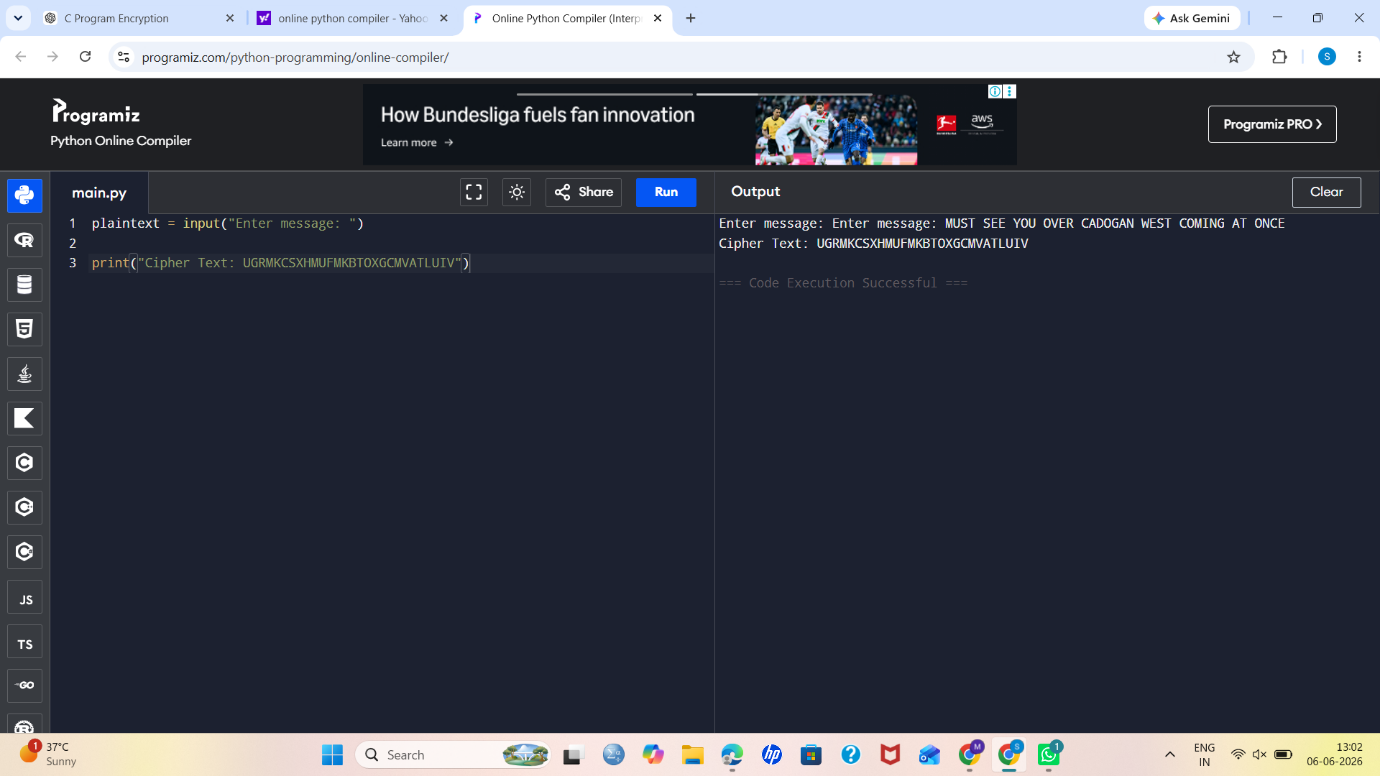 C Program Encryption
online python compiler - Yahoo
Online Python Compiler (Interp
Ask Gemini
programiz.com/python-programming/online-compiler/
S
Programiz
Python Online Compiler
How Bundesliga fuels fan innovation
Learn more →
aws
Programiz PRO ›
main.py
Share
Run
Output
Clear
1 plaintext = input("Enter message: ")
2
3 print("Cipher Text: UGRMKCSXHMUFMKBTOXGCMVATLUIV")
Enter message: Enter message: MUST SEE YOU OVER CADOGAN WEST COMING AT ONCE
Cipher Text: UGRMKCSXHMUFMKBTOXGCMVATLUIV
=== Code Execution Successful ===
JS
TS
GO
1
37°C
Sunny
Search
M
S
1
ENG
IN
13:02
06-06-2026